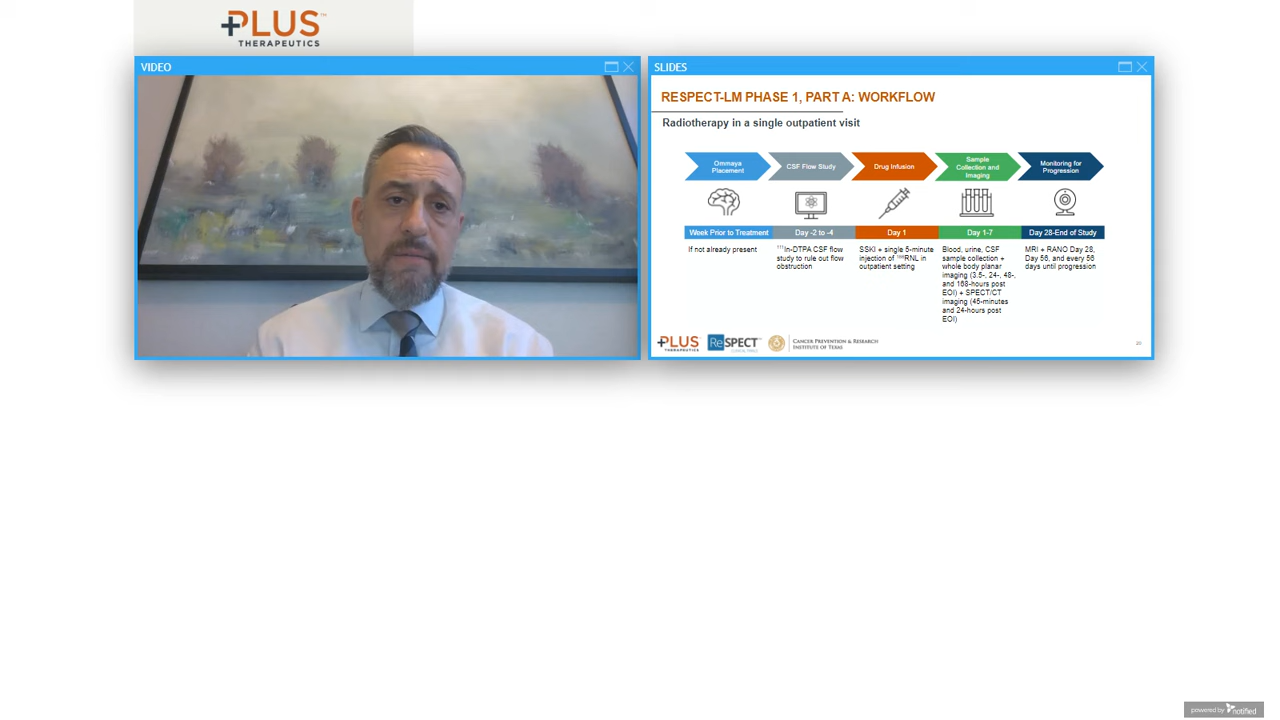 +PLUS™
THERAPEUTICS
VIDEO
SLIDES
RESPECT-LM PHASE 1, PART A: WORKFLOW
Radiotherapy in a single outpatient visit
Ommaya
Placement
CSF Flow Study
Drug Infusion
Sample
Collection and
Imaging
Monitoring for
Progression
Week Prior to Treatment
Day -2 to -4
Day 1
Day 1-7
Day 28-End of Study
If not already present
111In-DTPA CSF flow
study to rule out flow
obstruction
SSKI + single 5-minute
injection of RNL in
outpatient setting
Blood, urine, CSF
sample collection +
whole body planar
imaging (3.5-, 24-, 48-,
and 168-hours post
EOI) + SPECT/CT
imaging (45-minutes
and 24-hours post
EOI)
MRI + RANO Day 28,
Day 56, and every 56
days until progression
+PLUS
THERAPEUTICS
ReSPECT™
CLINICAL TRIALS
CANCER PREVENTION & RESEARCH
INSTITUTE OF TEXAS
20
powered by notified